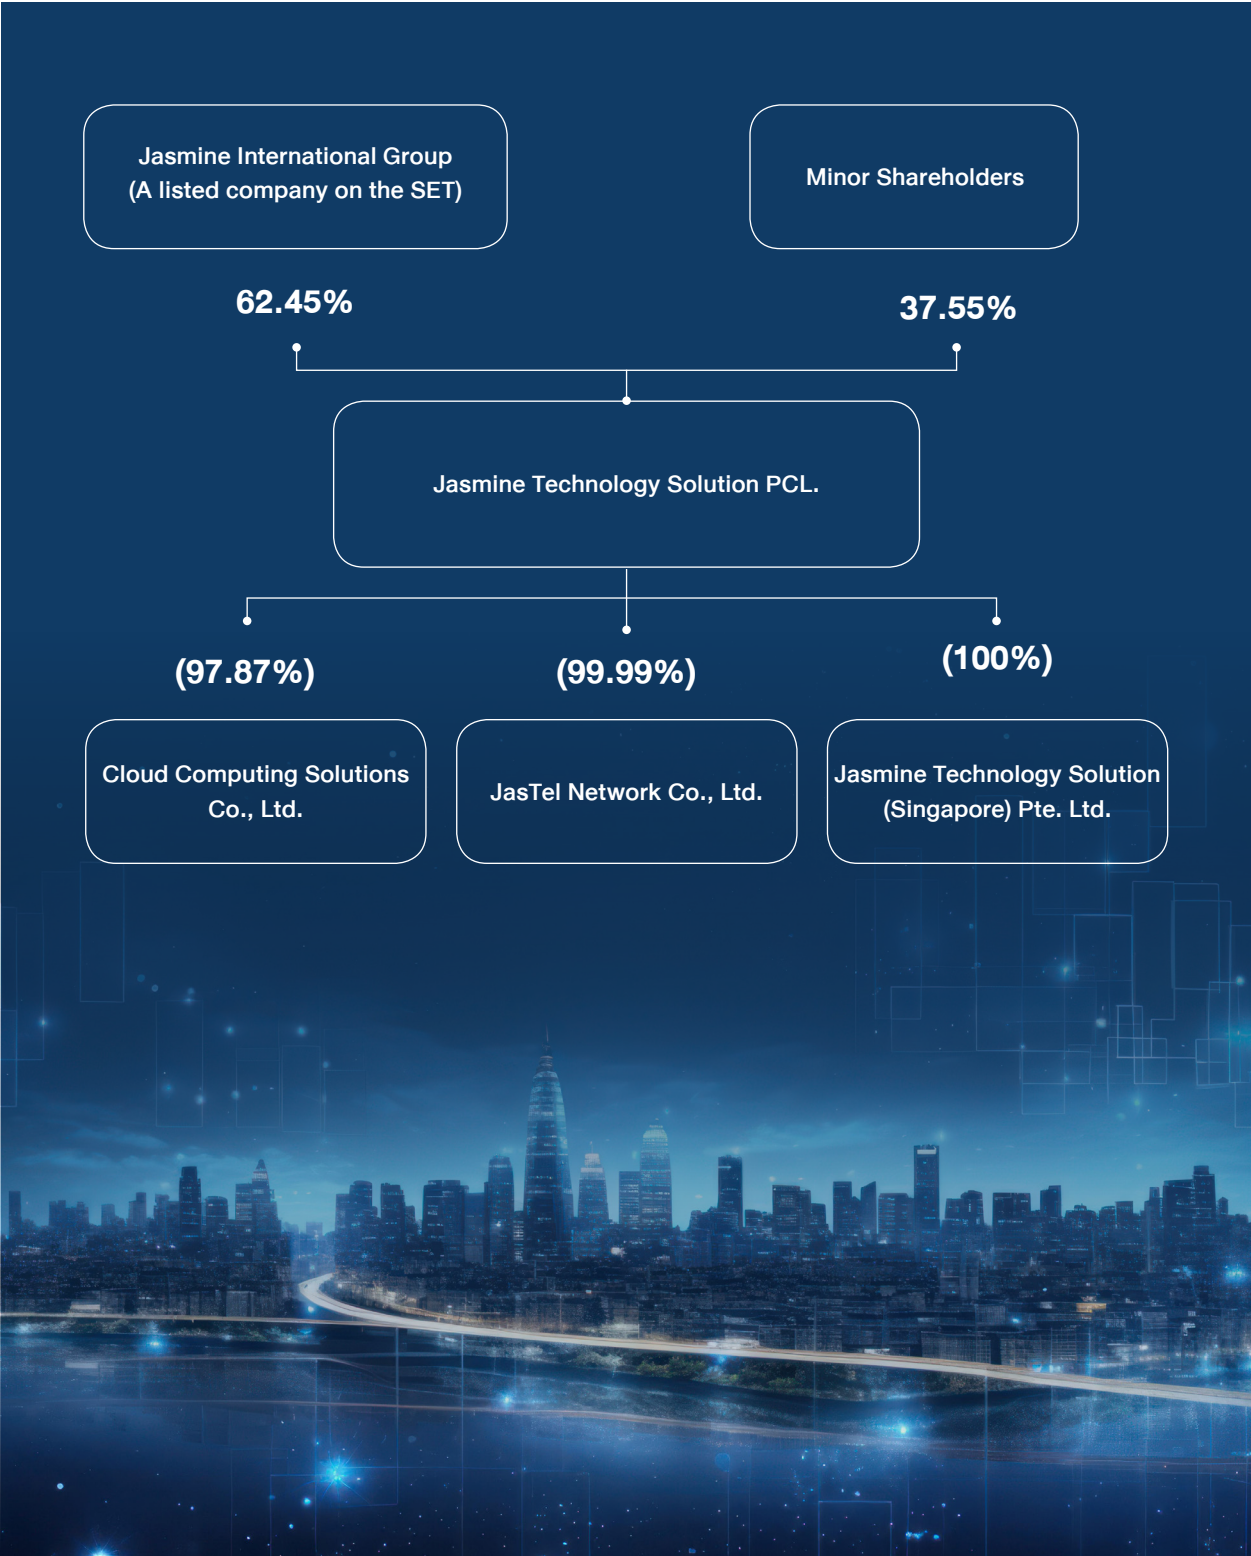 Jasmine International Group
(A listed company on the SET)
Minor Shareholders
62.45%
37.55%
Jasmine Technology Solution PCL.
(97.87%)
(99.99%)
(100%)
Cloud Computing Solutions
Co., Ltd.
JasTel Network Co., Ltd.
Jasmine Technology Solution
(Singapore) Pte. Ltd.